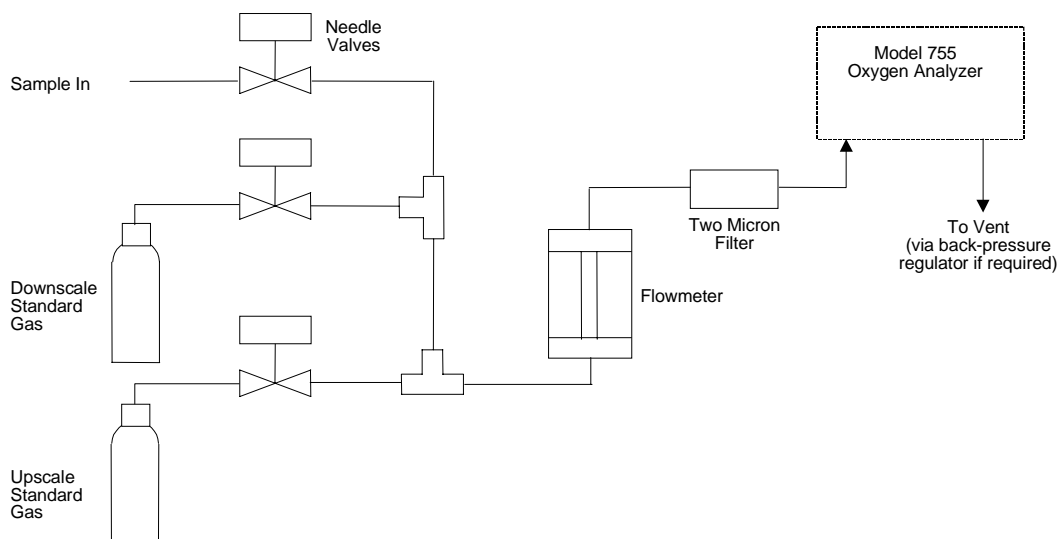 Needle
Valves
Sample In
Model 755
Oxygen Analyzer
Two Micron
Filter
To Vent
(via back-pressure
regulator if required)
Downscale
Standard
Gas
Flowmeter
Upscale
Standard
Gas